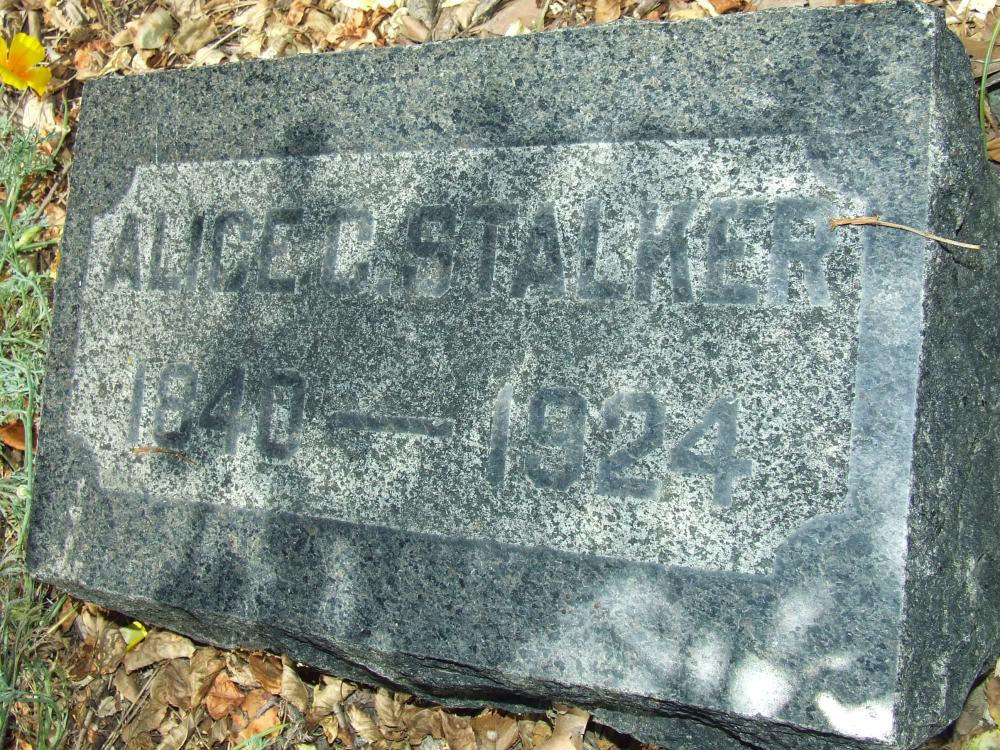 ALICE C. STALKER
1840 — 1924